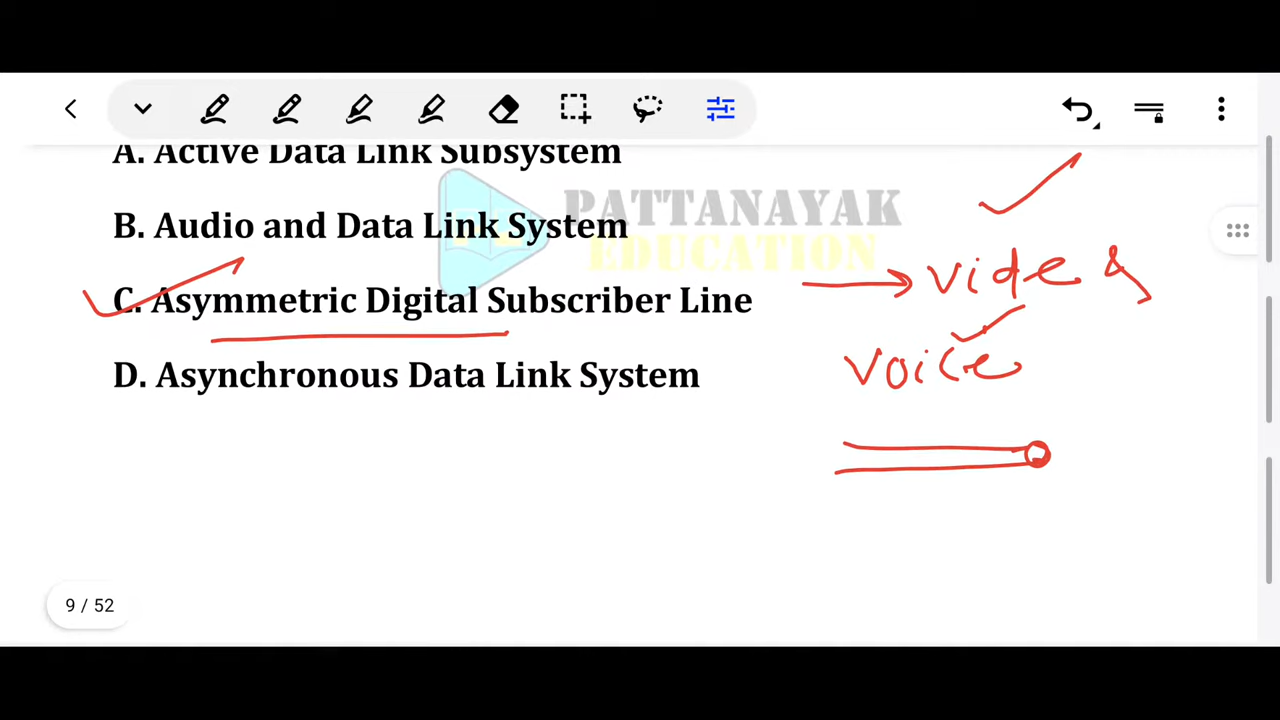 A. Active Data Link Subsystem
PATTANAYAK
EDUCATION
B. Audio and Data Link System
C. Asymmetric Digital Subscriber Line
→ vide &
voice
D. Asynchronous Data Link System
9 / 52